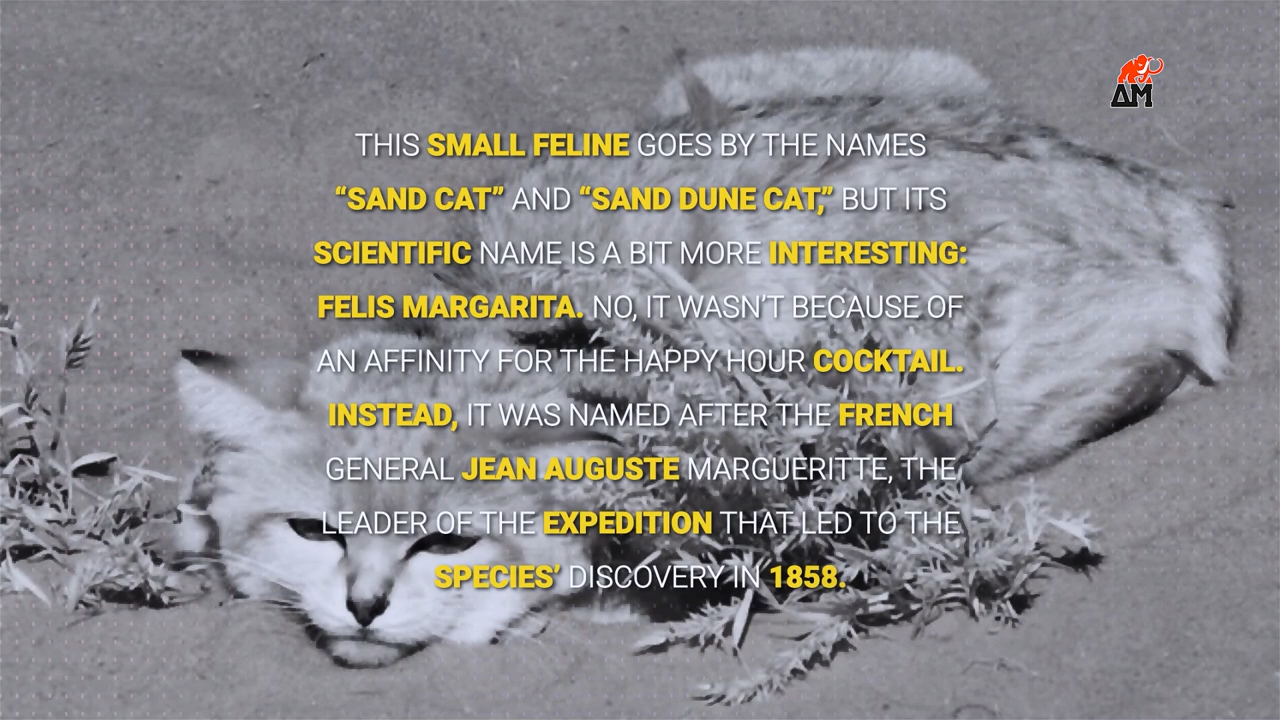 ΔM
THIS SMALL FELINE GOES BY THE NAMES
“SAND CAT” AND “SAND DUNE CAT,” BUT ITS
SCIENTIFIC NAME IS A BIT MORE INTERESTING:
FELIS MARGARITA. NO, IT WASN’T BECAUSE OF
AN AFFINITY FOR THE HAPPY HOUR COCKTAIL.
INSTEAD, IT WAS NAMED AFTER THE FRENCH
GENERAL JEAN AUGUSTE MARGUERITTE, THE
LEADER OF THE EXPEDITION THAT LED TO THE
SPECIES’ DISCOVERY IN 1858.